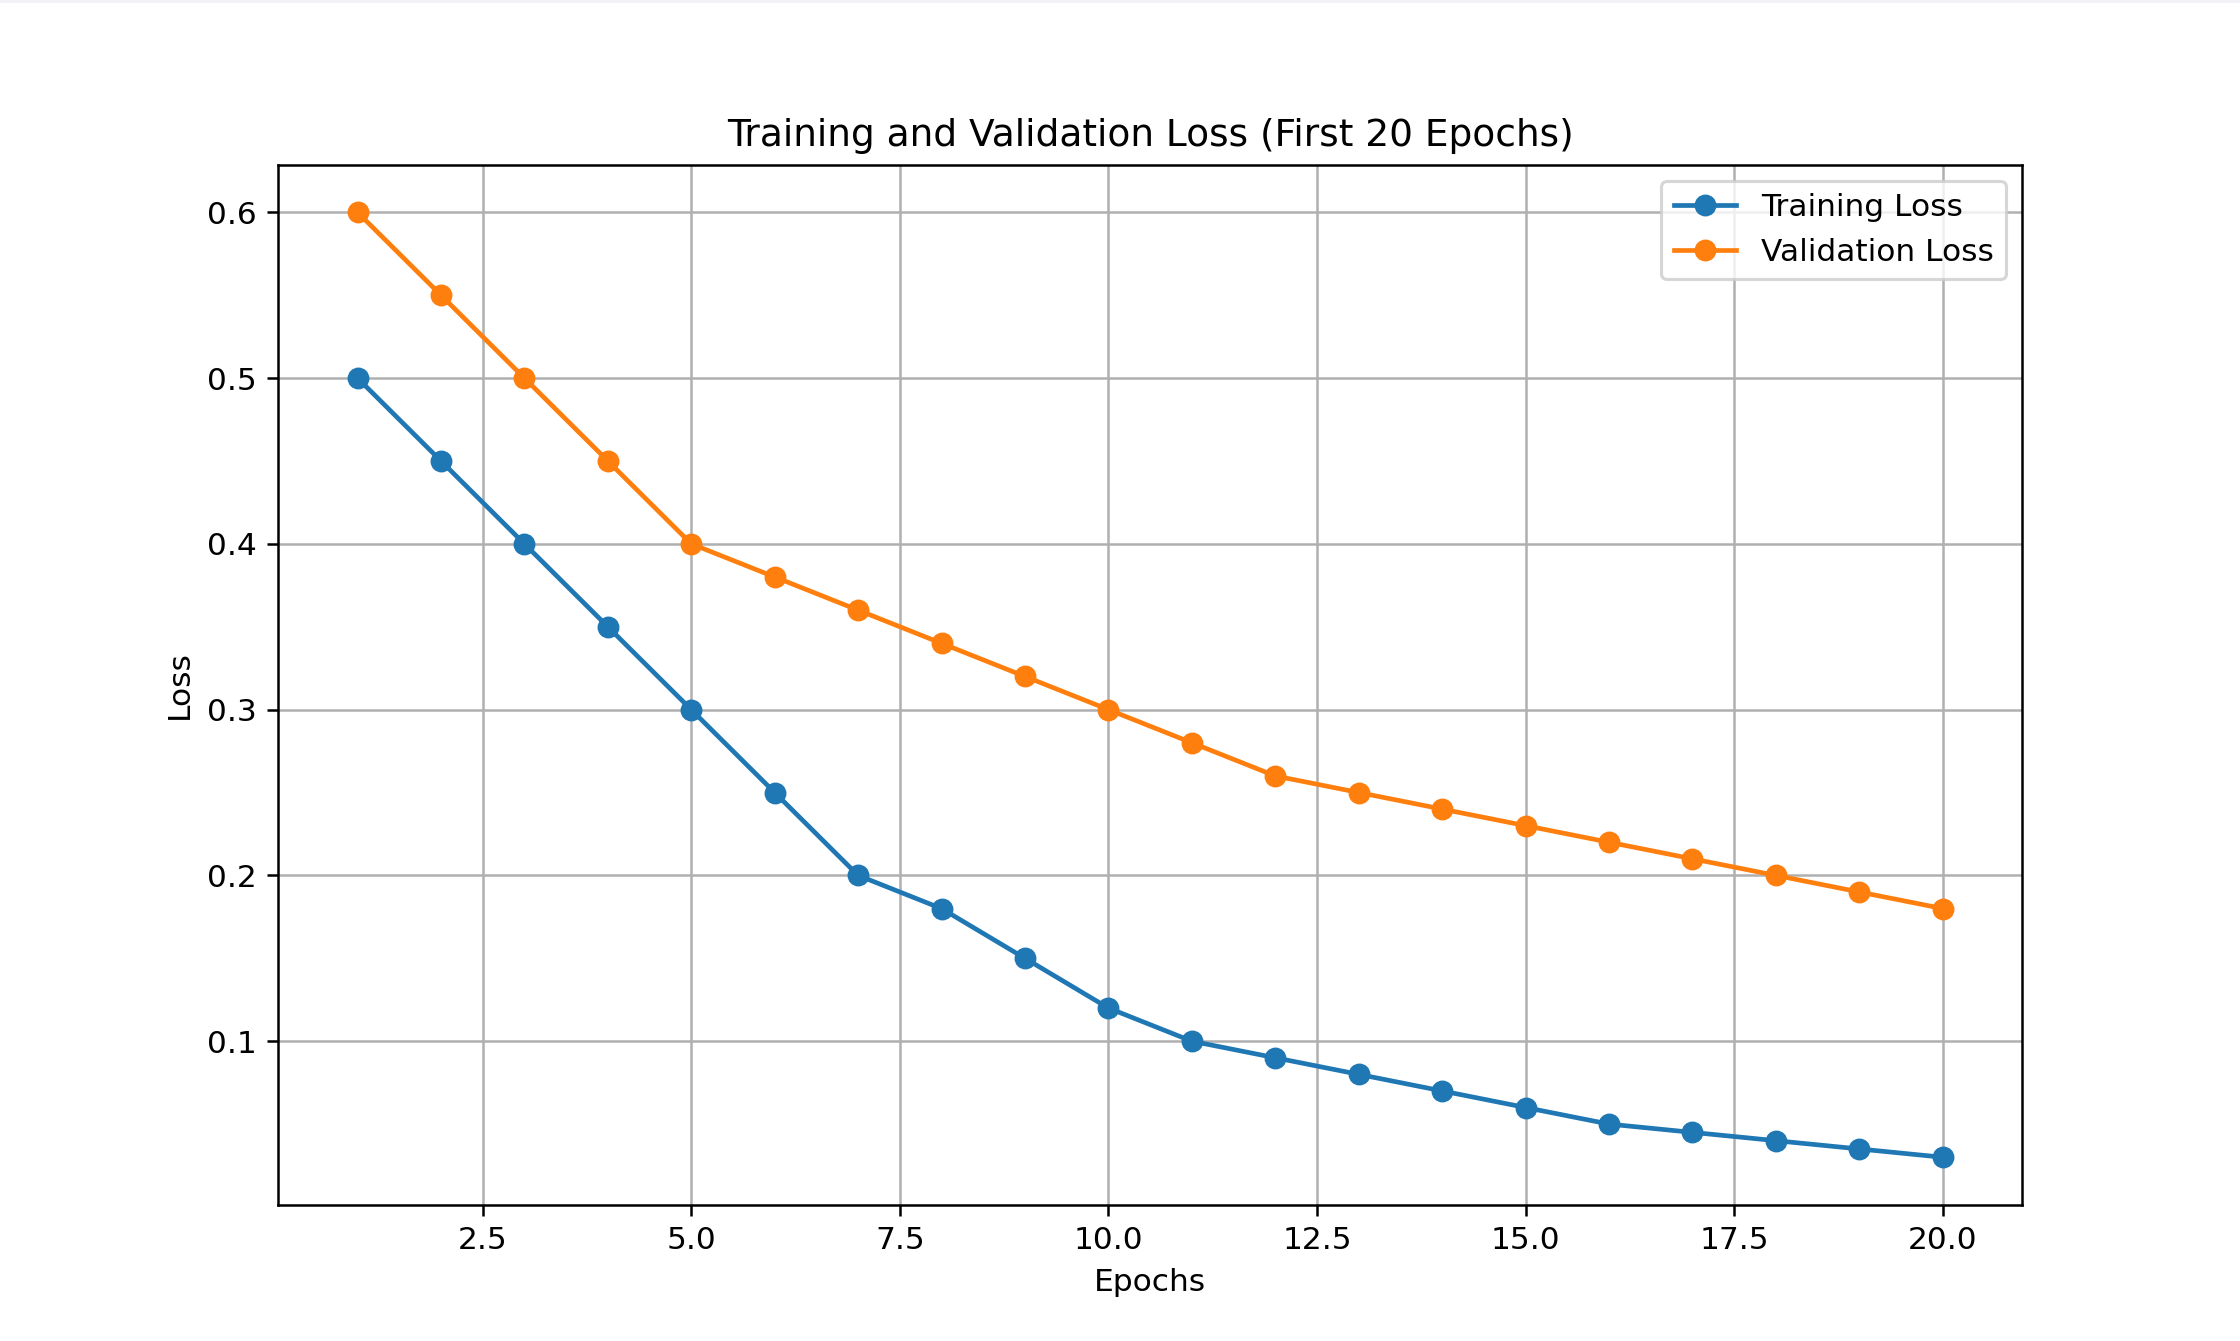 Training and Validation Loss (First 20 Epochs)
Training Loss
Validation Loss
Loss
0.6
0.5
0.4
0.3
0.2
0.1
2.5 5.0 7.5 10.0 12.5 15.0 17.5 20.0
Epochs